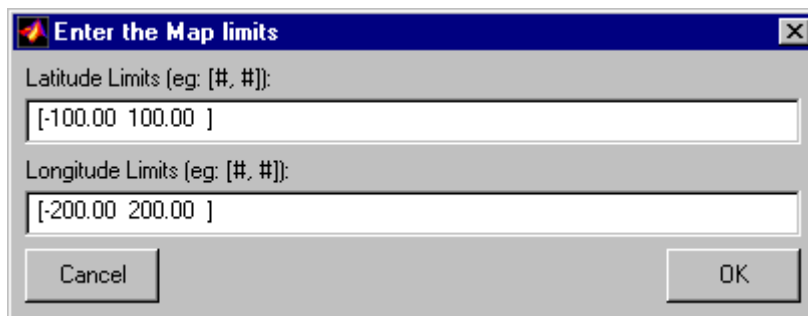 Enter the Map limits
Latitude Limits (eg: [#, #]):
[-100.00  100.00  ]
Longitude Limits (eg: [#, #]):
[-200.00  200.00  ]
Cancel
OK